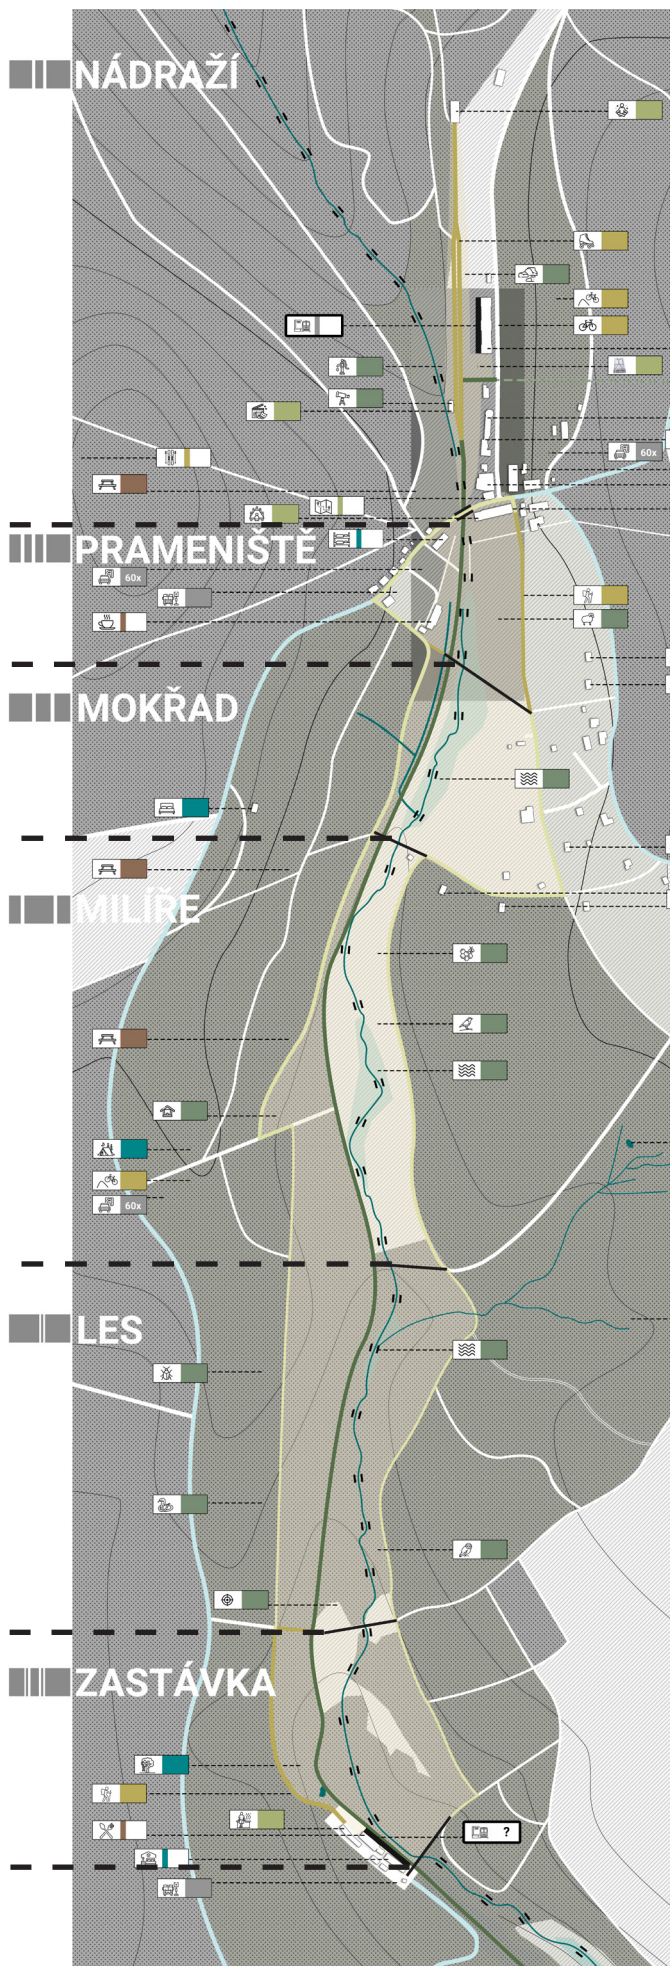 NÁDRAŽÍ
60x
PRAMENIŠTĚ
60x
MOKŘAD
MILÍŘE
60x
LES
ZASTÁVKA
?